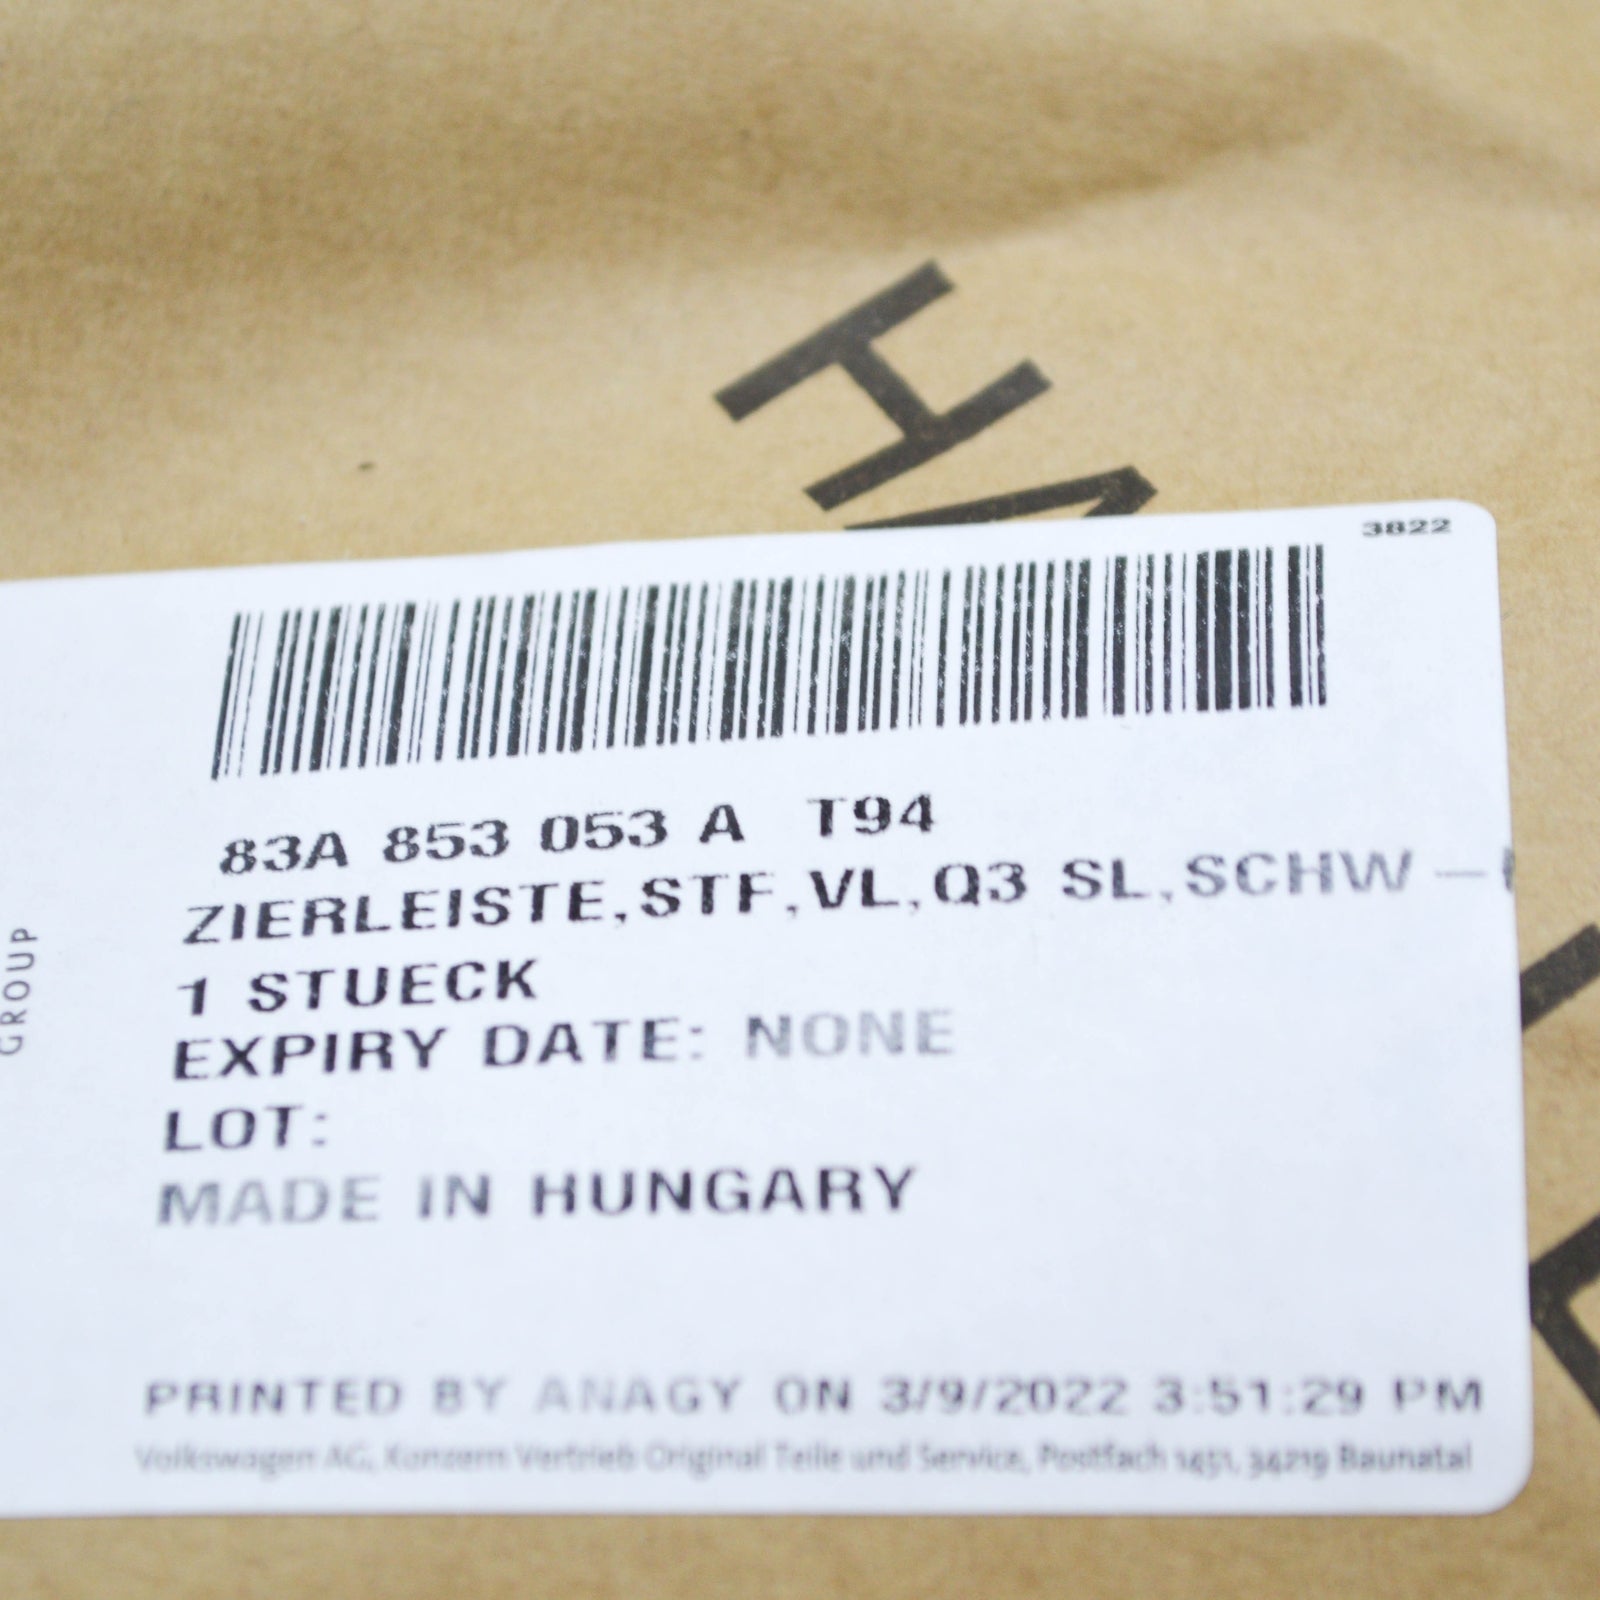 3822
83A 853 053 A T94
ZIERLEISTE,STF,VL,Q3 SL,SCHW-
1 STUECK
EXPIRY DATE: NONE
LOT:
MADE IN HUNGARY
PRINTED BY ANAGY ON 3/9/2022 3:51:29 PM
Volkswagen AG, Konzern Vertrieb Original Teile und Service, Postfach 1451, 34219 Baunatal
GROUP
H